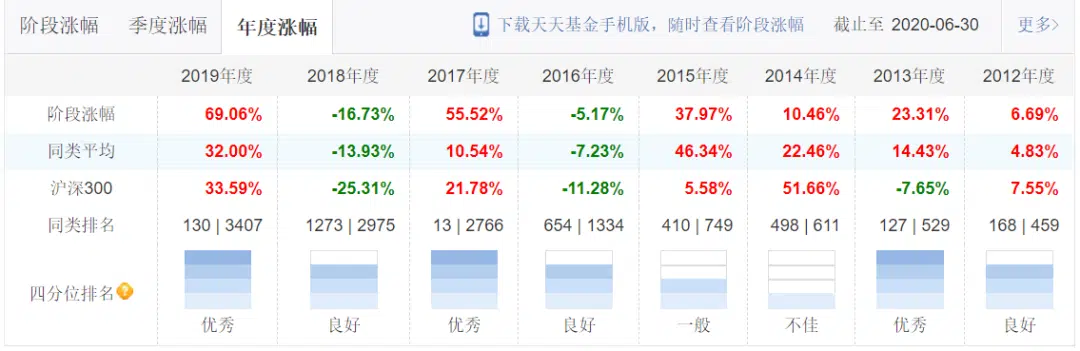 阶段涨幅 季度涨幅 年度涨幅 下载天天基金手机版，随时查看阶段涨幅 截止至 2020-06-30 更多>
2019年度 2018年度 2017年度 2016年度 2015年度 2014年度 2013年度 2012年度
阶段涨幅 69.06% -16.73% 55.52% -5.17% 37.97% 10.46% 23.31% 6.69%
同类平均 32.00% -13.93% 10.54% -7.23% 46.34% 22.46% 14.43% 4.83%
沪深300 33.59% -25.31% 21.78% -11.28% 5.58% 51.66% -7.65% 7.55%
同类排名 130 | 3407 1273 | 2975 13 | 2766 654 | 1334 410 | 749 498 | 611 127 | 529 168 | 459
四分位排名
优秀 良好 优秀 良好 一般 不佳 优秀 良好